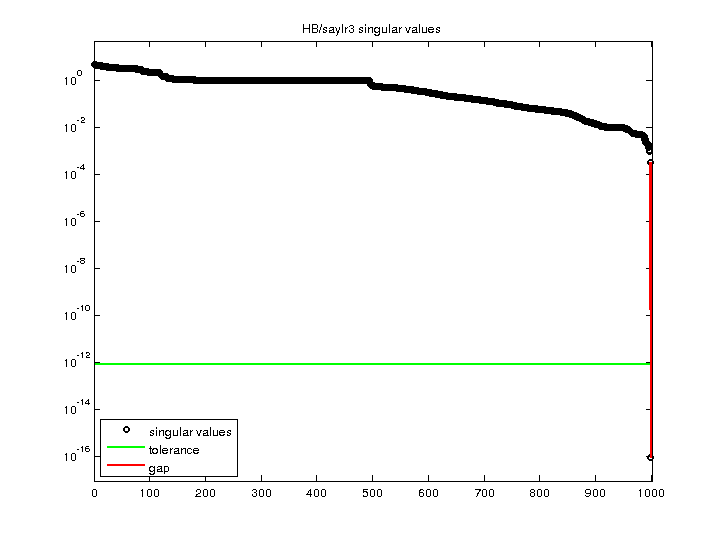 HB/saylr3 singular values
10^0
10^-2
10^-4
10^-6
10^-8
10^-10
10^-12
10^-14
10^-16
singular values
tolerance
gap
0 100 200 300 400 500 600 700 800 900 1000